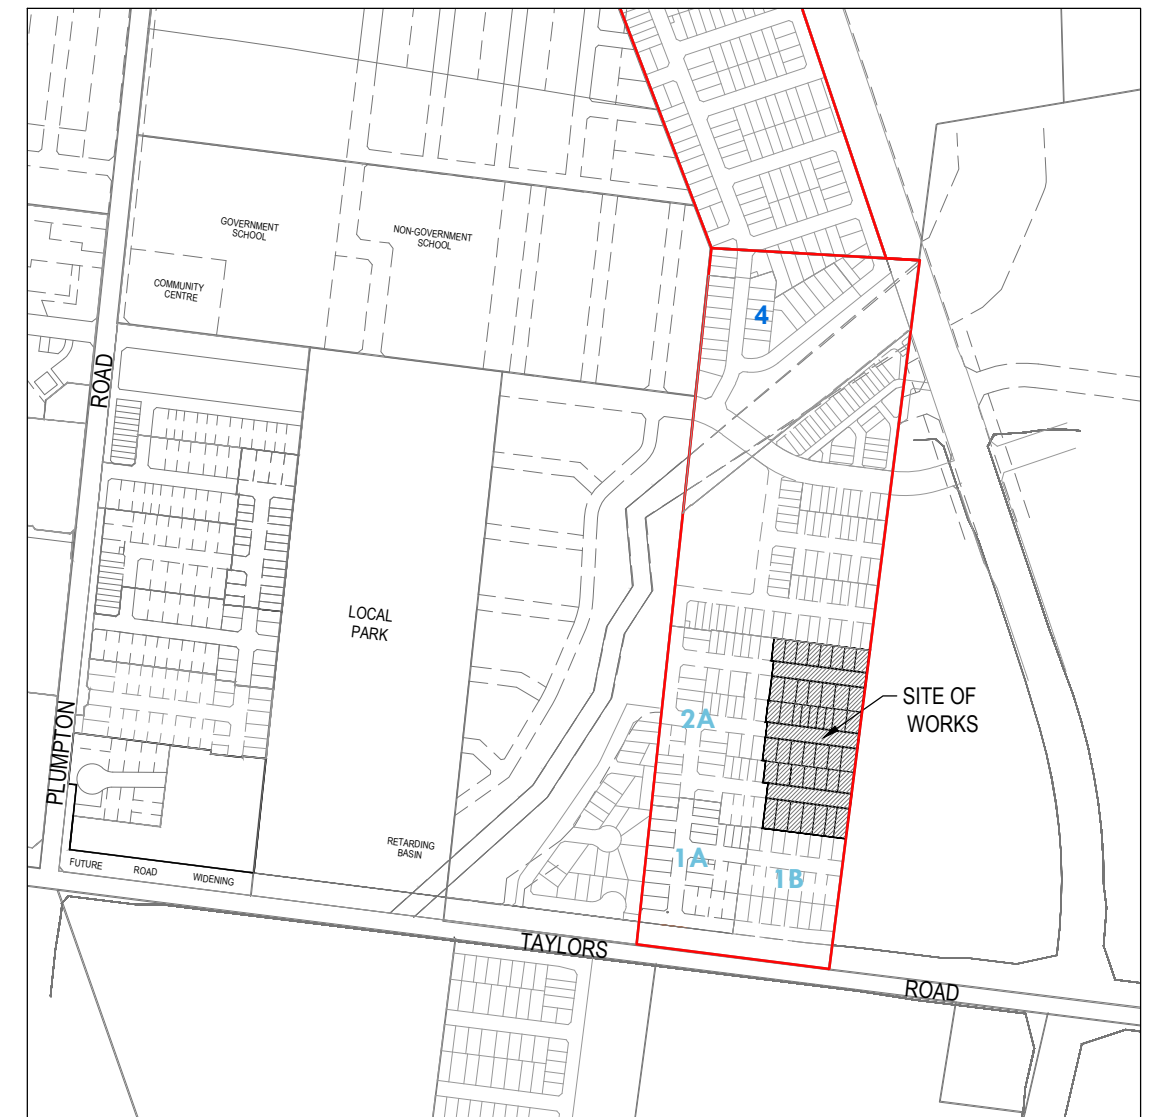 GOVERNMENT
SCHOOL
NON-GOVERNMENT
SCHOOL
COMMUNITY
CENTRE
4
ROAD
LOCAL
PARK
SITE OF
WORKS
2A
PLUMPTON
RETARDING
BASIN
1A
1B
FUTURE
ROAD
WIDENING
TAYLORS
ROAD